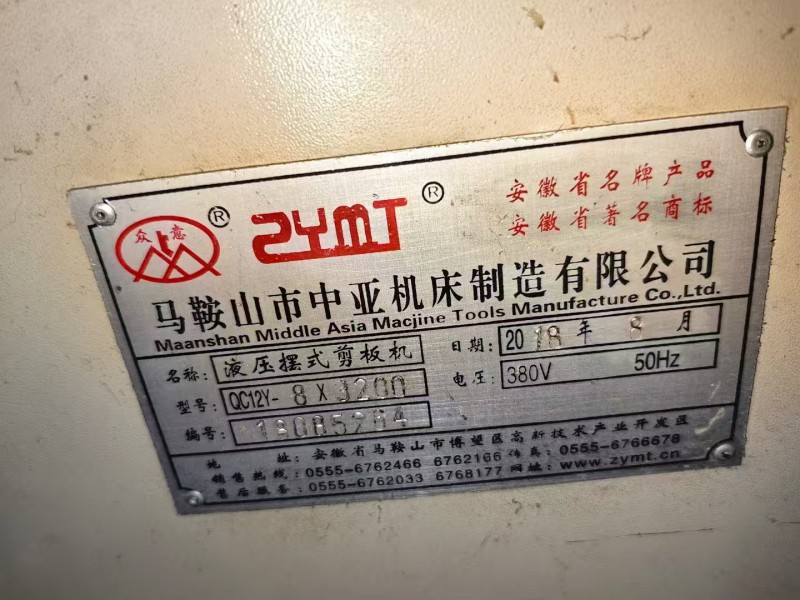 众意 ® ZYMT ®
安徽省名牌产品
安徽省著名商标
马鞍山市中亚机床制造有限公司
Maanshan Middle Asia Macjine Tools Manufacture Co.,Ltd.
名称: 液压摆式剪板机
日期: 2018 年 8 月
型号: QC12Y- 8 X 3200
电压: 380V 50Hz
编号:
地 址: 安徽省马鞍山市博望区高新技术产业开发区
销售热线: 0555-6762466 6762166 传真: 0555-6766678
售后服务: 0555-6762033 6768177 网址: www.zymt.cn